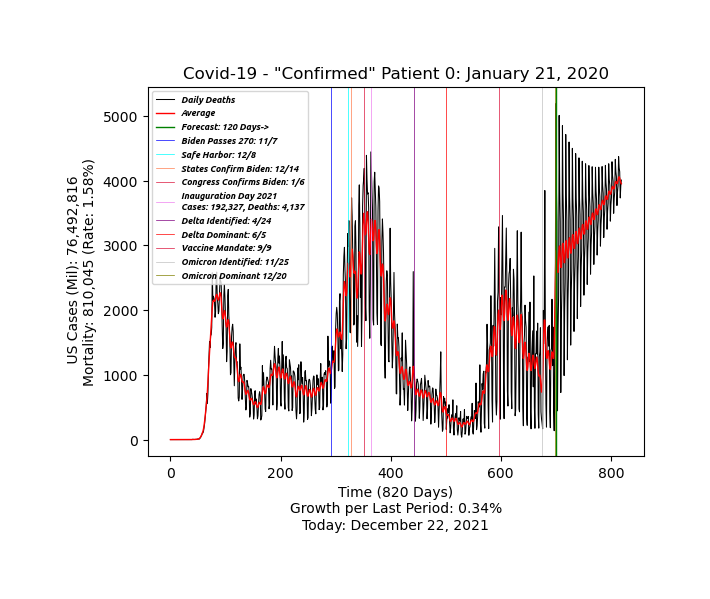 Covid-19 - "Confirmed" Patient 0: January 21, 2020
Daily Deaths
Average
Forecast: 120 Days->
Biden Passes 270: 11/7
Safe Harbor: 12/8
States Confirm Biden: 12/14
Congress Confirms Biden: 1/6
Inauguration Day 2021
Cases: 192,327, Deaths: 4,137
Delta Identified: 4/24
Delta Dominant: 6/5
Vaccine Mandate: 9/9
Omicron Identified: 11/25
Omicron Dominant 12/20
US Cases (Mil): 76,492,816
Mortality: 810,045 (Rate: 1.58%)
5000
4000
3000
2000
1000
0
0 200 400 600 800
Time (820 Days)
Growth per Last Period: 0.34%
Today: December 22, 2021